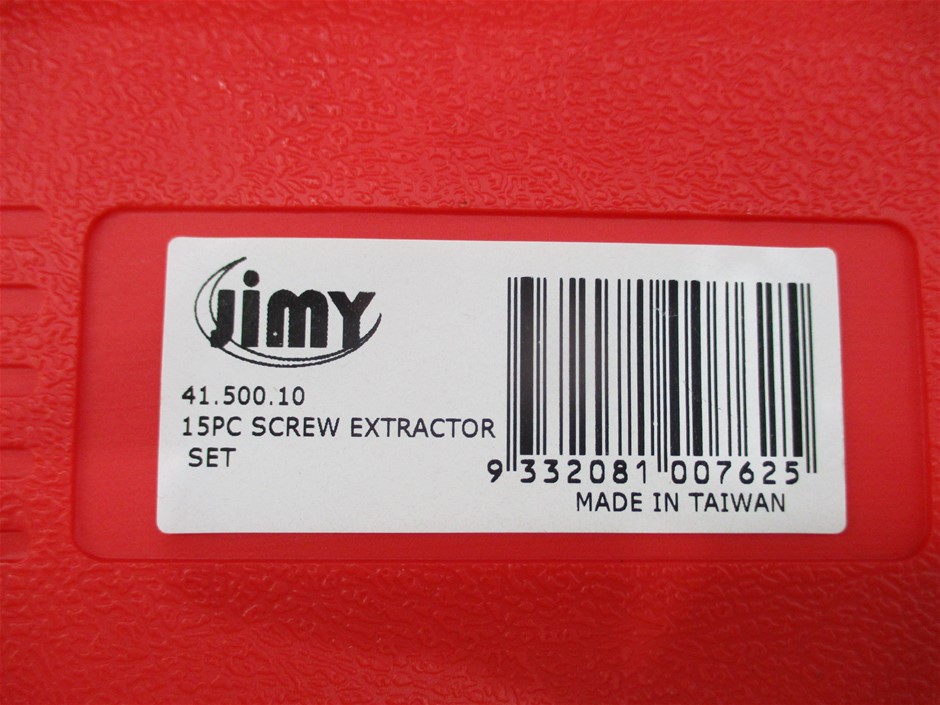 Jimy
41.500.10
15PC SCREW EXTRACTOR
SET
9 332081 007625
MADE IN TAIWAN